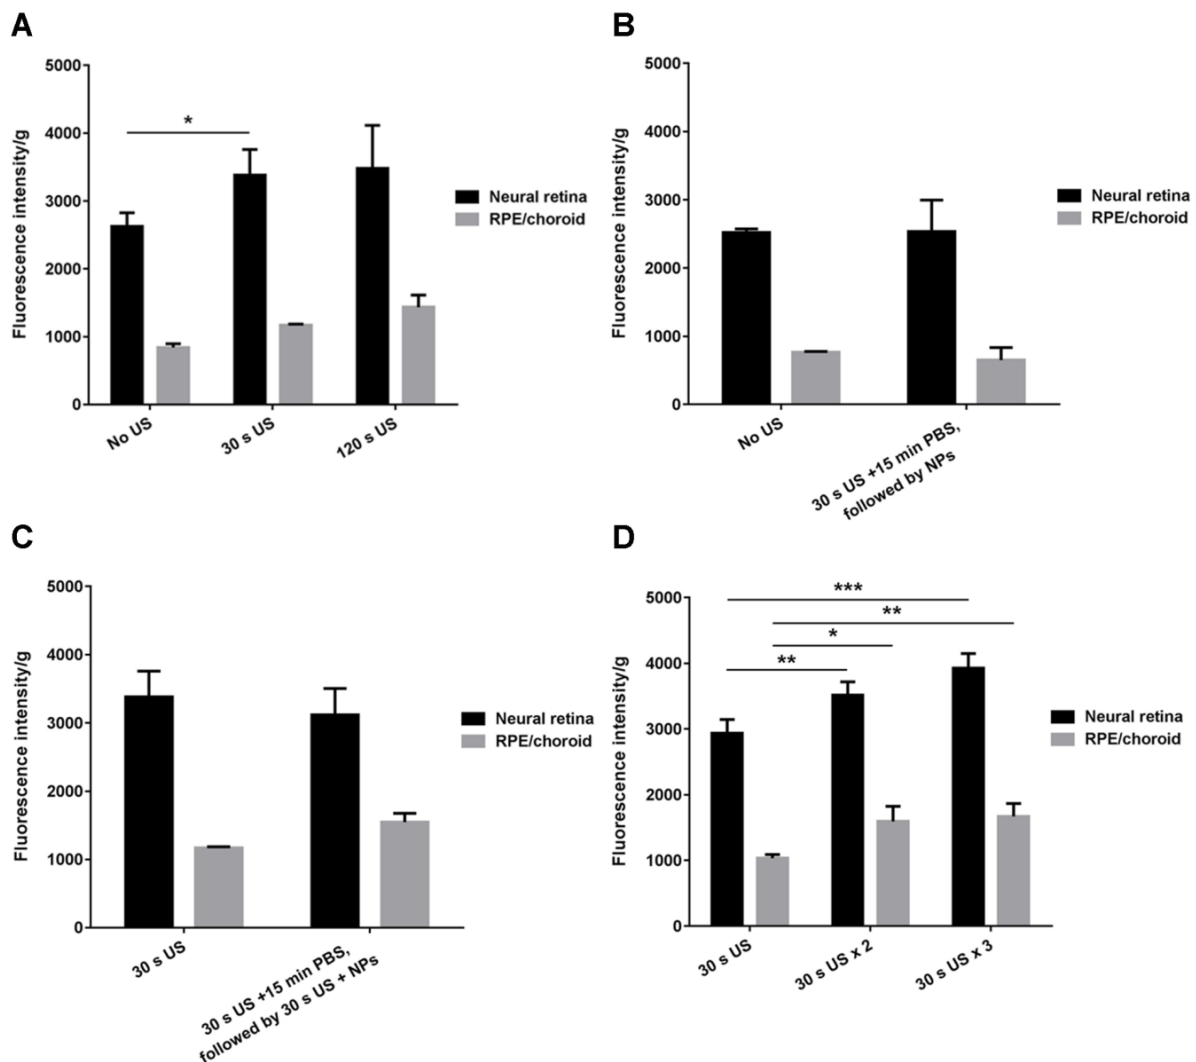 A
Fluorescence intensity/g
5000
4000
3000
2000
1000
0
*
No US
30 s US
120 s US
Neural retina
RPE/choroid
B
Fluorescence intensity/g
5000
4000
3000
2000
1000
0
No US
30 s US +15 min PBS,
followed by NPs
Neural retina
RPE/choroid
C
Fluorescence intensity/g
5000
4000
3000
2000
1000
0
30 s US
30 s US +15 min PBS,
followed by 30 s US + NPs
Neural retina
RPE/choroid
D
Fluorescence intensity/g
5000
4000
3000
2000
1000
0
***
**
*
**
30 s US
30 s US x 2
30 s US x 3
Neural retina
RPE/choroid